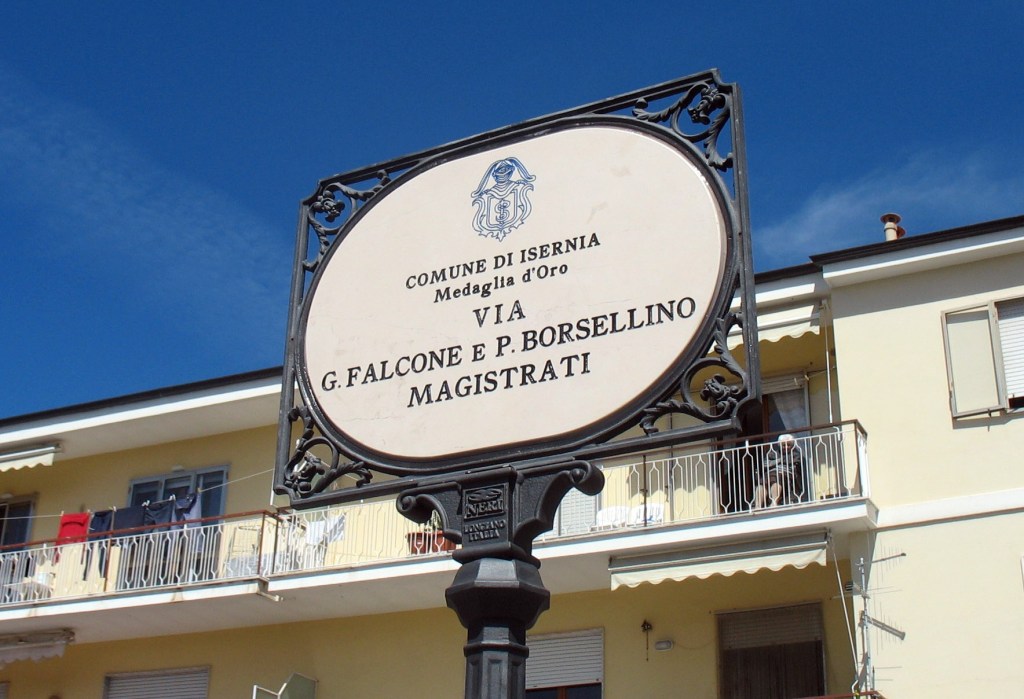 COMUNE DI ISERNIA
Medaglia d'Oro
VIA
G. FALCONE E P. BORSELLINO
MAGISTRATI
NERI
LONGIANO
ITALIA